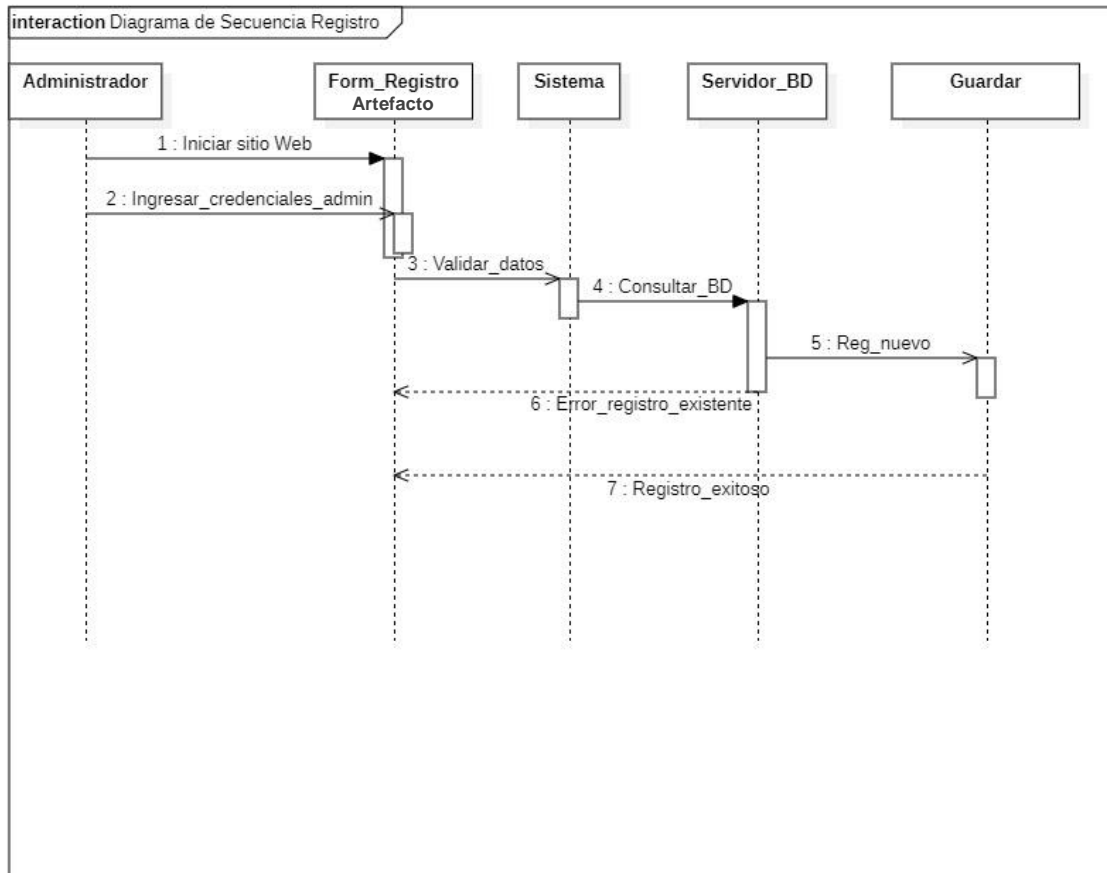 interaction Diagrama de Secuencia Registro
Administrador
Form_Registro
Artefacto
Sistema
Servidor_BD
Guardar
1 : Iniciar sitio Web
2 : Ingresar_credenciales_admin
3 : Validar_datos
4 : Consultar_BD
5 : Reg_nuevo
6 : Error_registro_existente
7 : Registro_exitoso